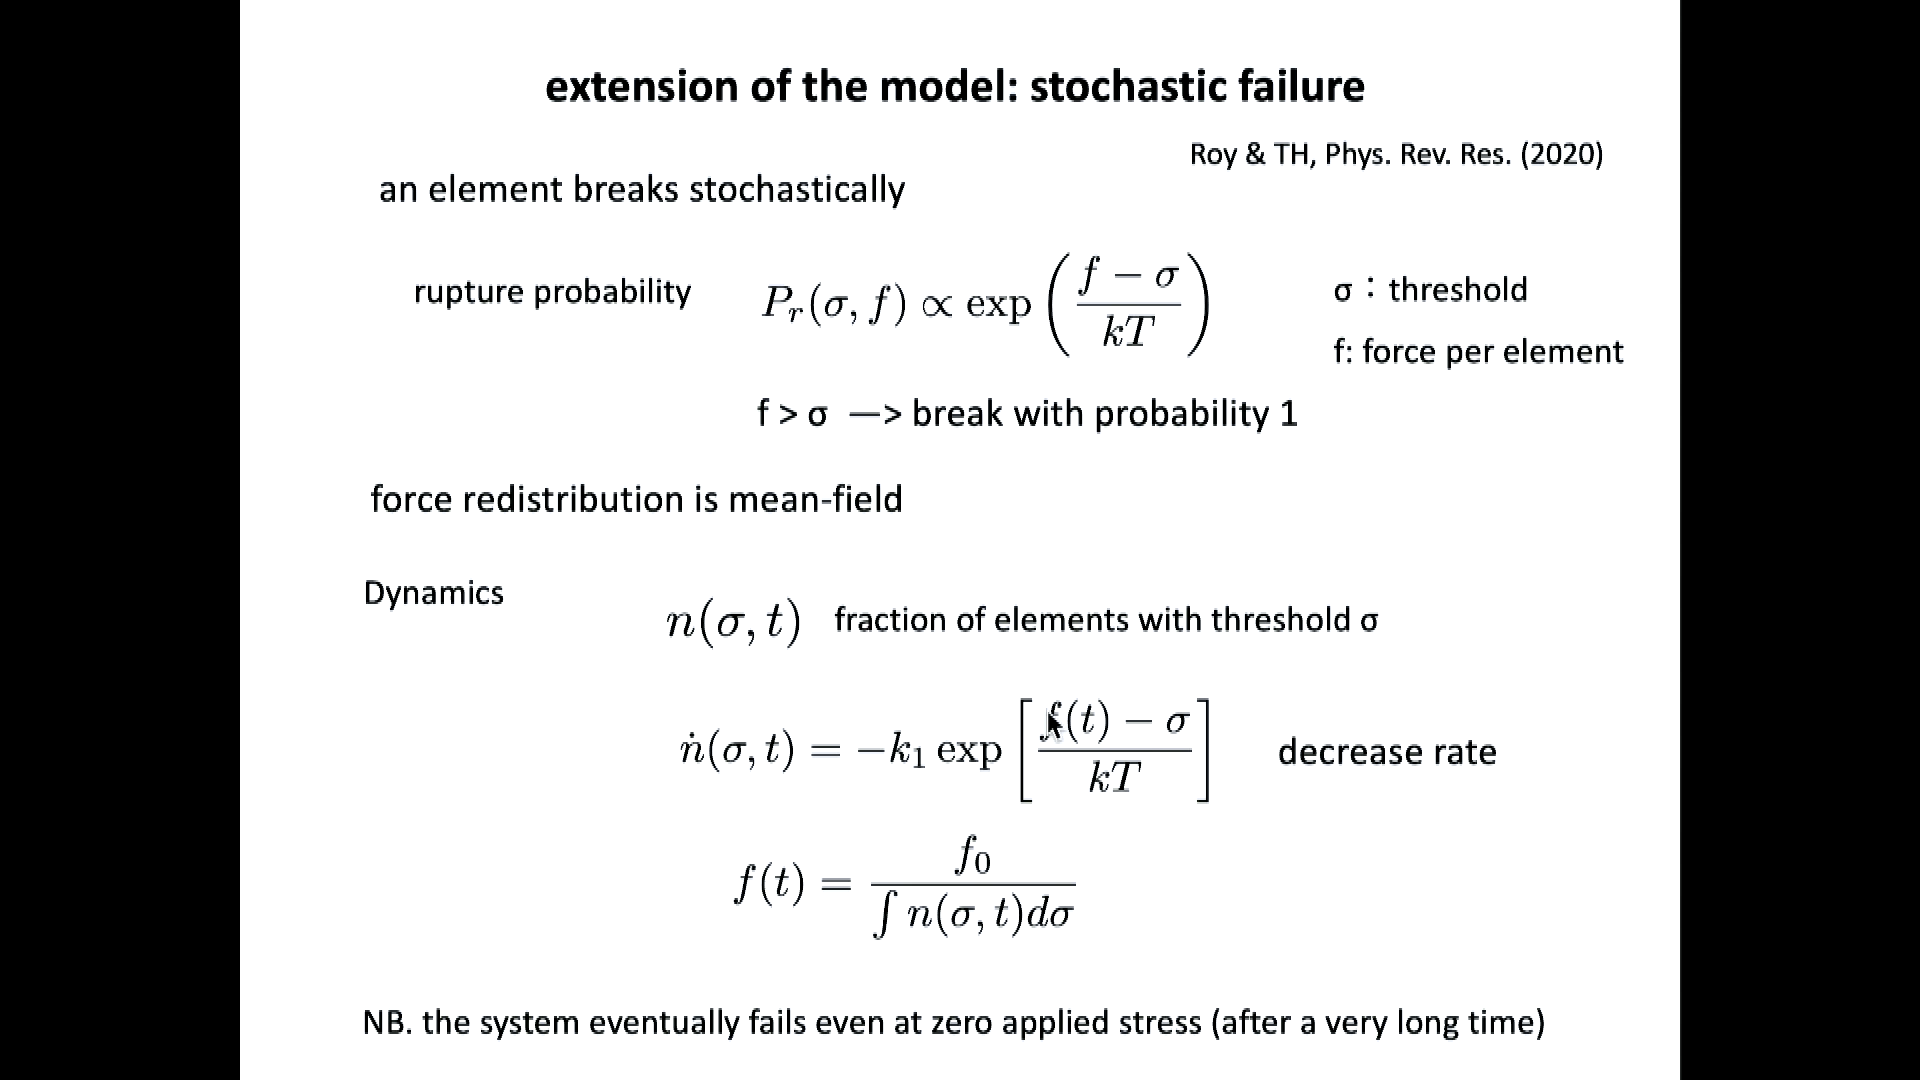 extension of the model: stochastic failure
Roy & TH, Phys. Rev. Res. (2020)
an element breaks stochastically
rupture probability P_r(σ, f) ∝ exp((f − σ)/kT) σ：threshold
f: force per element
f > σ —> break with probability 1
force redistribution is mean-field
Dynamics
n(σ, t) fraction of elements with threshold σ
ṅ(σ, t) = −k₁ exp[(f(t) − σ)/kT] decrease rate
f(t) = f₀/∫ n(σ, t)dσ
NB. the system eventually fails even at zero applied stress (after a very long time)